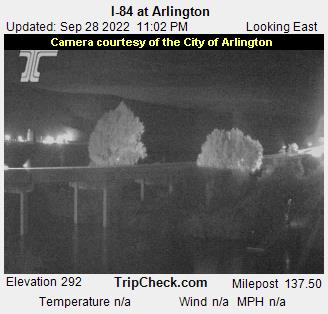 I-84 at Arlington
Updated: Sep 28 2022 11:02 PM Looking East
Camera courtesy of the City of Arlington
Elevation 292 TripCheck.com Milepost 137.50
Temperature n/a Wind n/a MPH n/a